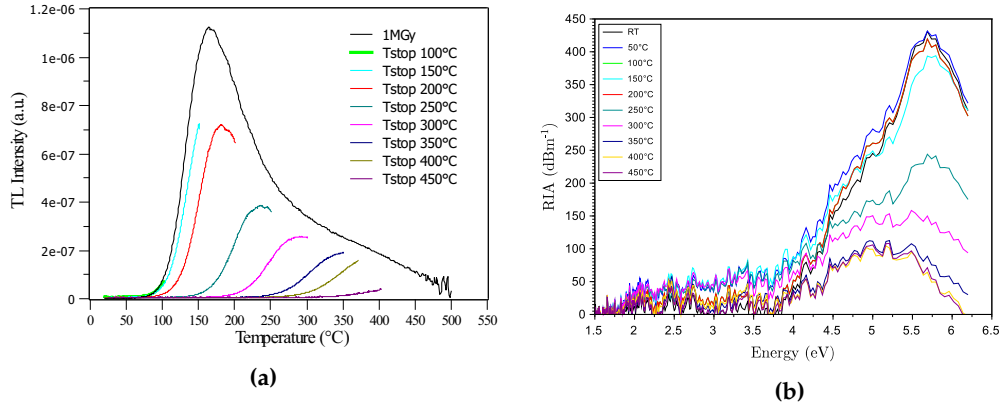 1.2e-06
1e-06
8e-07
6e-07
4e-07
2e-07
0
TL Intensity (a.u.)
0 50 100 150 200 250 300 350 400 450 500 550
Temperature (°C)
1MGy
Tstop 100°C
Tstop 150°C
Tstop 200°C
Tstop 250°C
Tstop 300°C
Tstop 350°C
Tstop 400°C
Tstop 450°C
(a)
450
400
350
300
250
200
150
100
50
0
RIA (dBm⁻¹)
1.5 2 2.5 3 3.5 4 4.5 5 5.5 6 6.5
Energy (eV)
RT
50°C
100°C
150°C
200°C
250°C
300°C
350°C
400°C
450°C
(b)